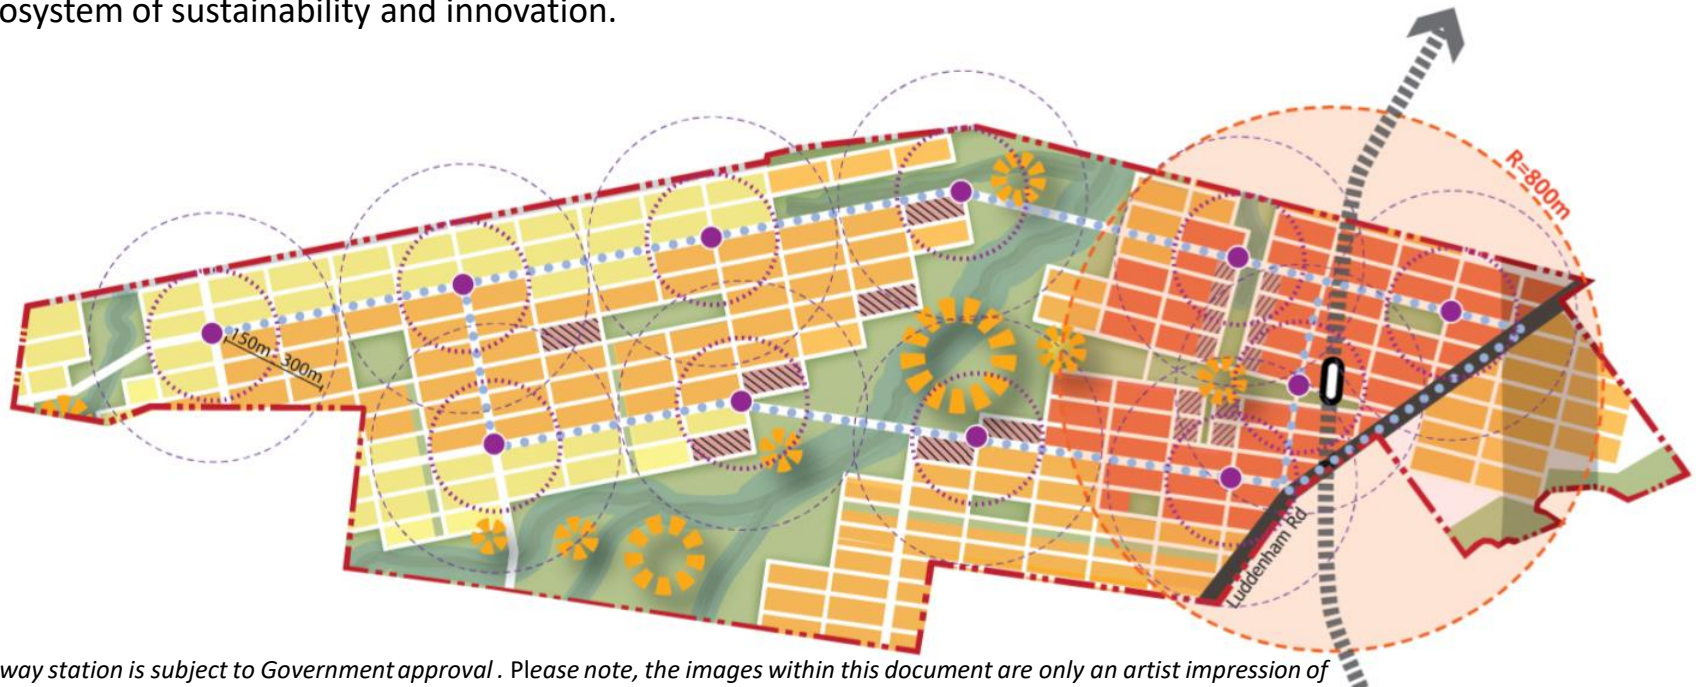 osystem of sustainability and innovation.
R=800m
150m
300m
Luddenham Rd
way station is subject to Government approval . Please note, the images within this document are only an artist impression of